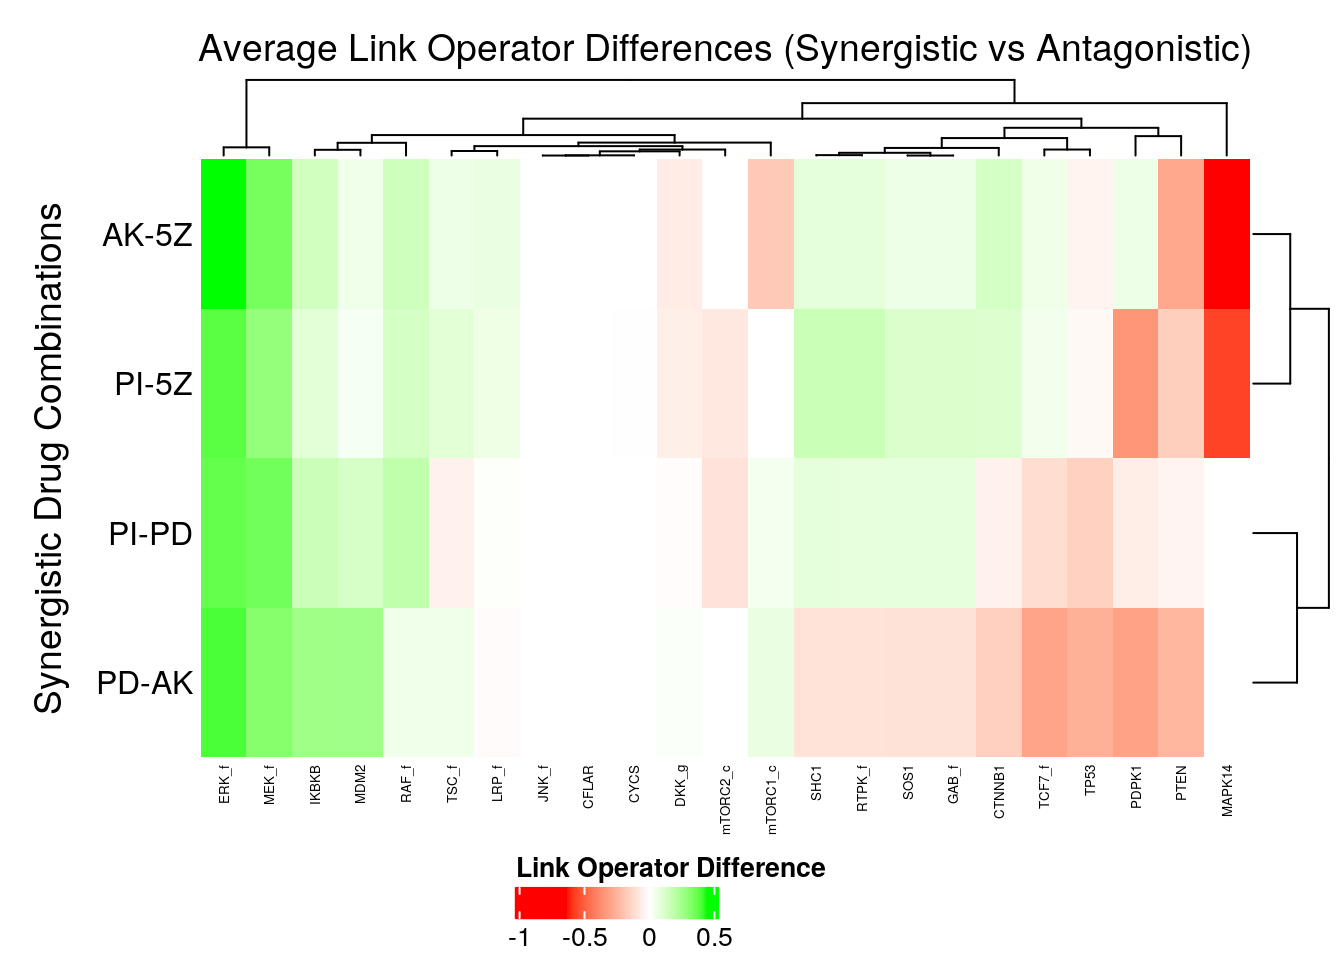 Average Link Operator Differences (Synergistic vs Antagonistic)
Synergistic Drug Combinations
AK-5Z
PI-5Z
PI-PD
PD-AK
ERK_f
MEK_f
IKBKB
MDM2
RAF_f
TSC_f
LRP_f
JNK_f
CFLAR
CYCS
DKK_g
mTORC2_c
mTORC1_c
SHC1
RTPK_f
SOS1
GAB_f
CTNNB1
TCF7_f
TP53
PDPK1
PTEN
MAPK14
Link Operator Difference
-1 -0.5 0 0.5